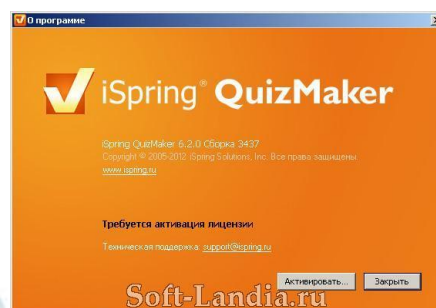 О программе
iSpring® QuizMaker
iSpring QuizMaker 6.2.0 Сборка 3437
Copyright © 2005-2012 iSpring Solutions, Inc. Все права защищены.
www.ispring.ru
Требуется активация лицензии
Техническая поддержка: support@ispring.ru
Активировать... Закрыть
Soft-Landia.ru